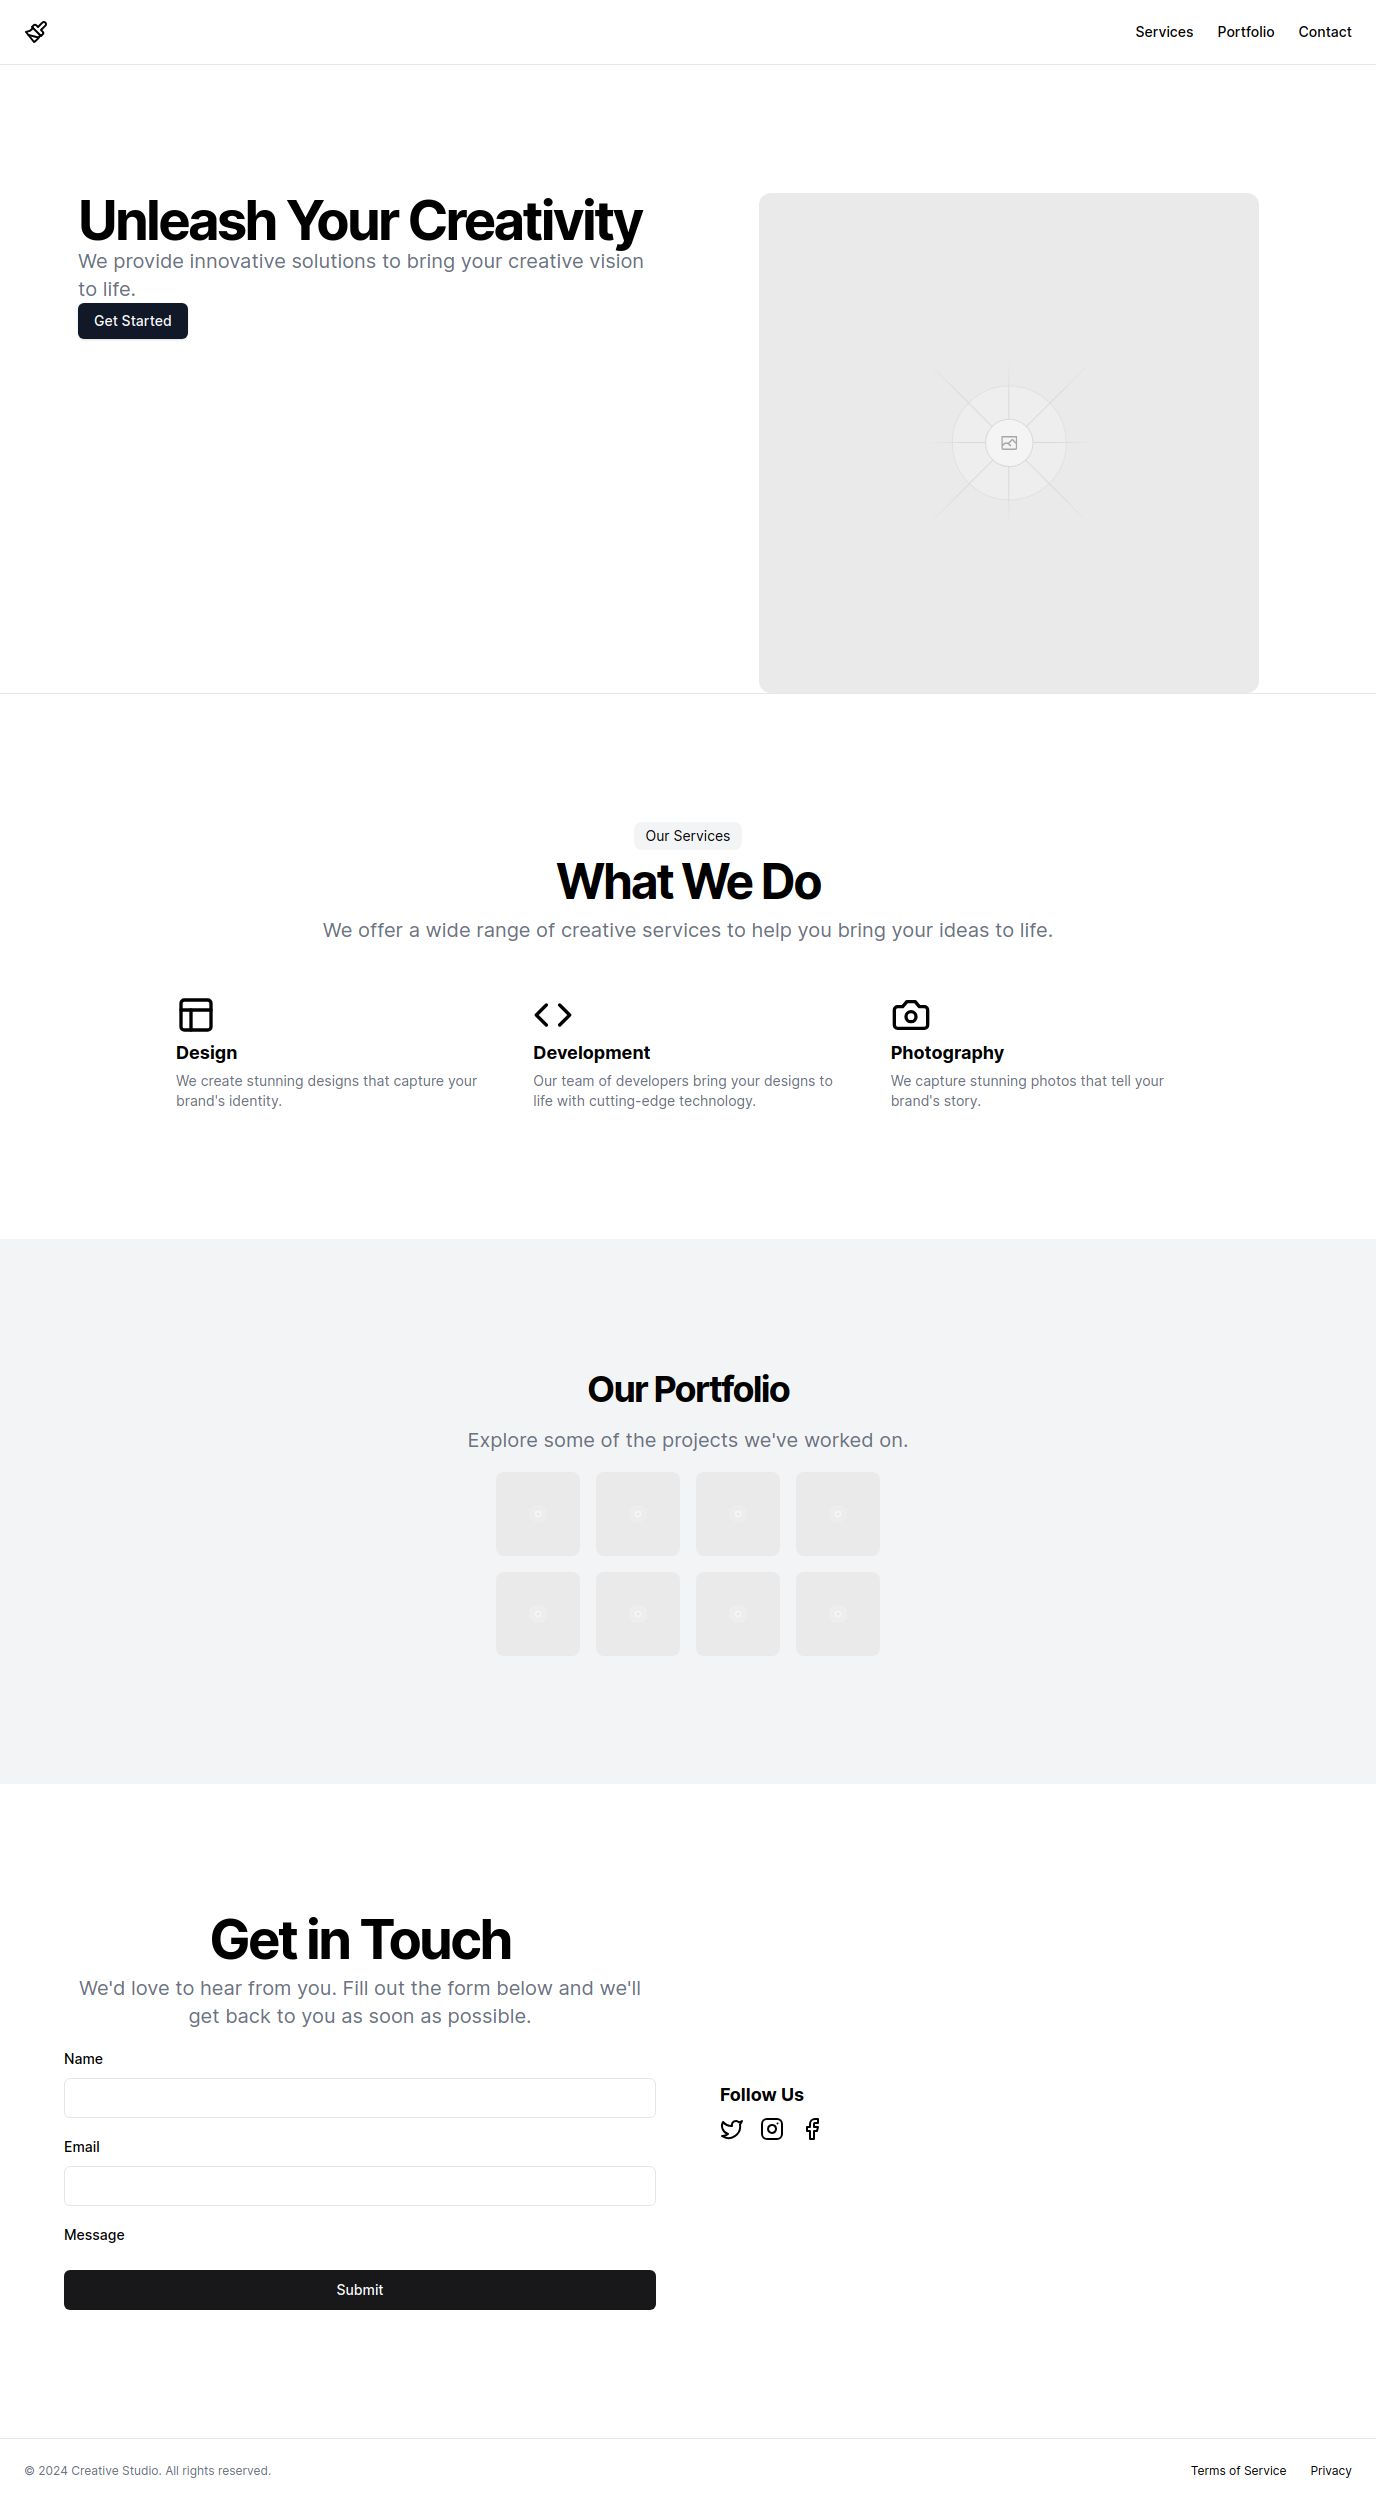 Services Portfolio Contact
Unleash Your Creativity
We provide innovative solutions to bring your creative vision
to life.
Get Started
Our Services
What We Do
We offer a wide range of creative services to help you bring your ideas to life.
Design
We create stunning designs that capture your
brand's identity.
Development
Our team of developers bring your designs to
life with cutting-edge technology.
Photography
We capture stunning photos that tell your
brand's story.
Our Portfolio
Explore some of the projects we've worked on.
Get in Touch
We'd love to hear from you. Fill out the form below and we'll
get back to you as soon as possible.
Name
Email
Message
Submit
Follow Us
© 2024 Creative Studio. All rights reserved.
Terms of Service Privacy